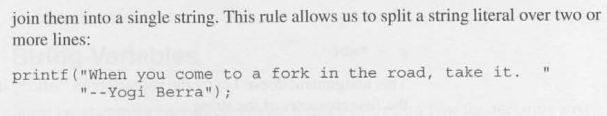 join them into a single string. This rule allows us to split a string literal over two or
more lines:
printf("When you come to a fork in the road, take it.  "
       "--Yogi Berra");